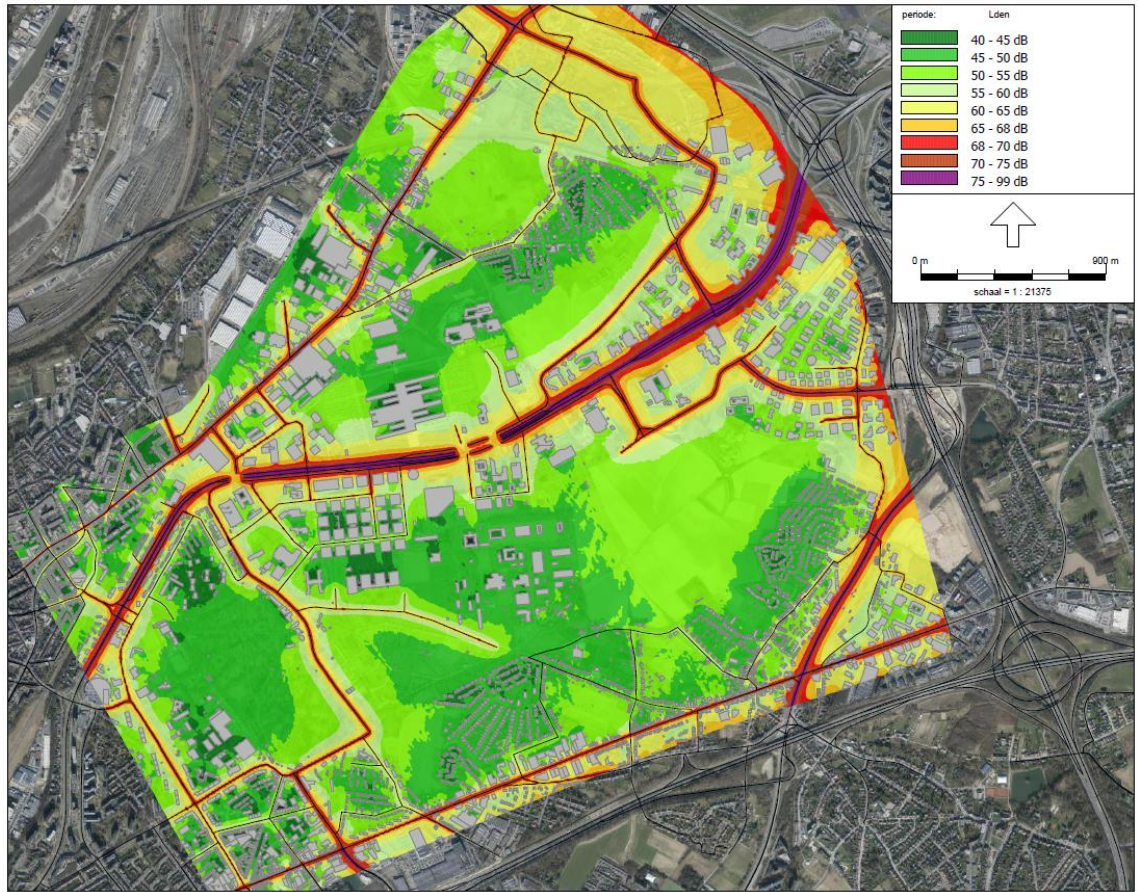 periode: Lden
40 - 45 dB
45 - 50 dB
50 - 55 dB
55 - 60 dB
60 - 65 dB
65 - 68 dB
68 - 70 dB
70 - 75 dB
75 - 99 dB
0 m 900 m
schaal = 1 : 21375